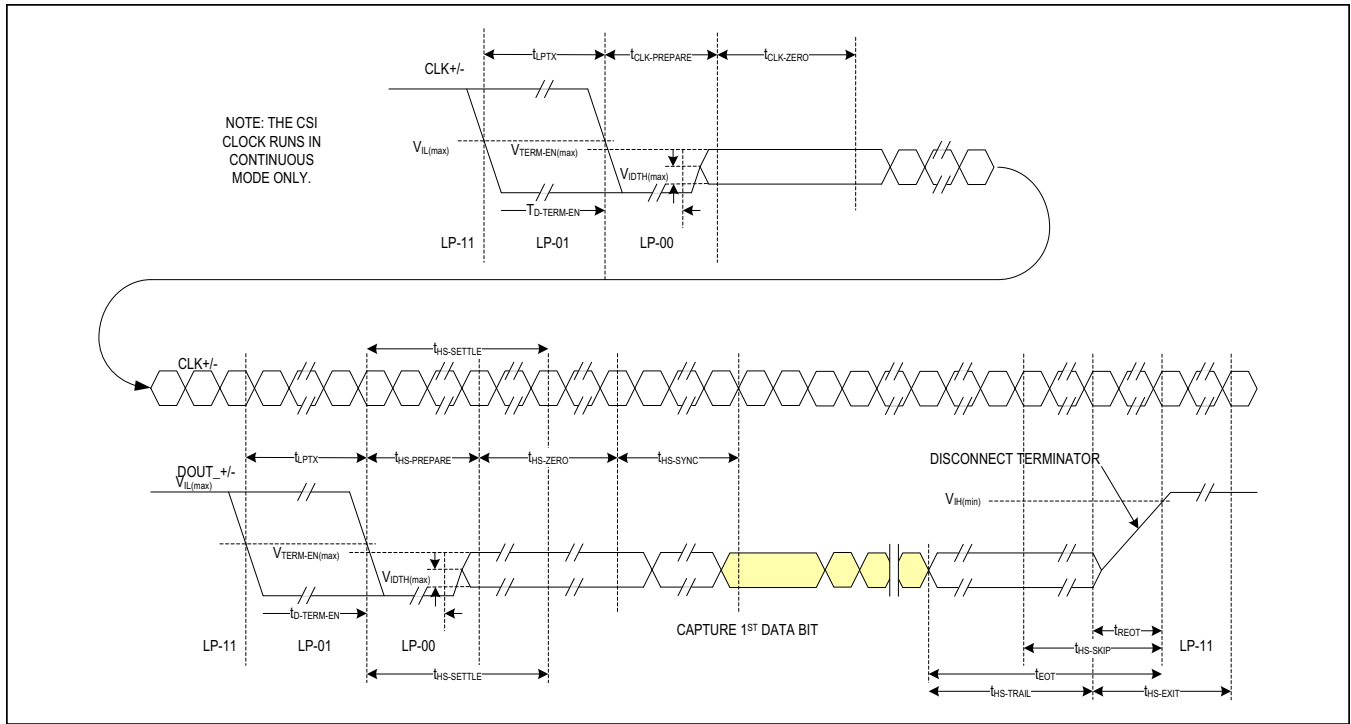 tLPTX tCLK-PREPARE tCLK-ZERO
CLK+/-
NOTE: THE CSI
CLOCK RUNS IN
CONTINUOUS
MODE ONLY.
VIL(max)
VTERM-EN(max)
VIDTH(max)
TD-TERM-EN
LP-11 LP-01 LP-00
tHS-SETTLE
CLK+/-
tLPTX tHS-PREPARE tHS-ZERO tHS-SYNC
DISCONNECT TERMINATOR
DOUT_+/-
VIL(max)
VIH(min)
VTERM-EN(max)
VIDTH(max)
tD-TERM-EN
CAPTURE 1ST DATA BIT
tREOT
LP-11 LP-01 LP-00 LP-11
tHS-SKIP
tHS-SETTLE
tEOT
tHS-TRAIL tHS-EXIT